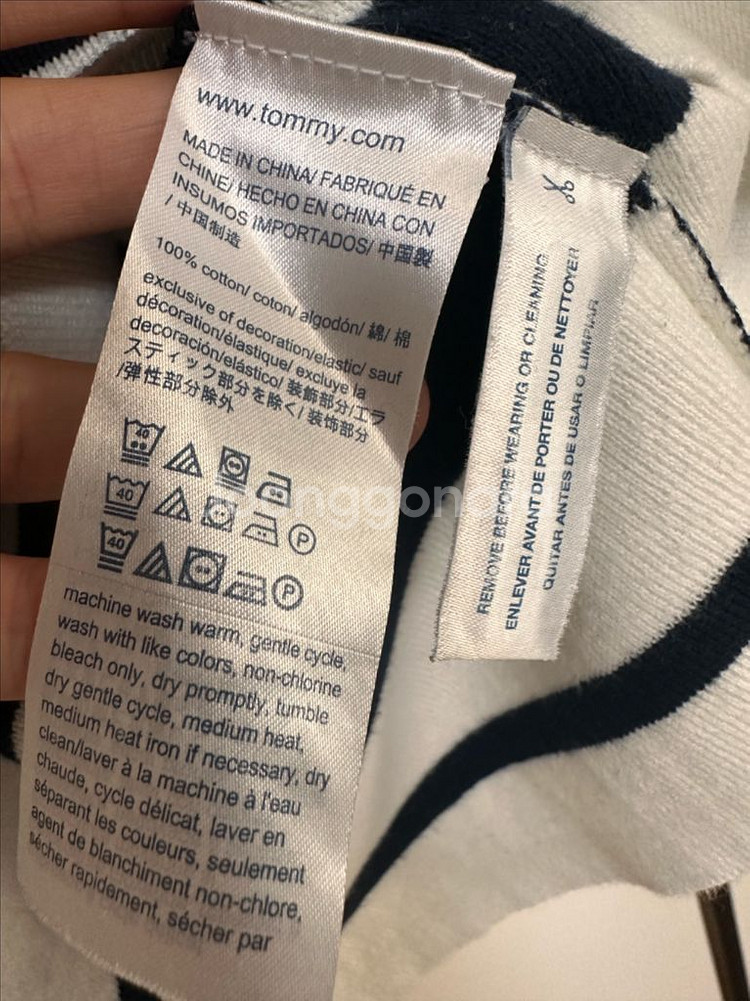 www.tommy.com
MADE IN CHINA/ FABRIQUÉ EN
CHINE/ HECHO EN CHINA CON
INSUMOS IMPORTADOS/ 中国製
/ 中国制造
100% cotton/ coton/ algodón/ 綿/ 棉
exclusive of decoration/elastic/ sauf
décoration/élastique/ excluye la
decoración/elástico/ 装飾部分/エラ
スティック部分を除く/ 装饰部分
/弹性部分除外
40
40
P
40
P
machine wash warm, gentle cycle,
wash with like colors, non-chlorine
bleach only, dry promptly, tumble
dry gentle cycle, medium heat,
medium heat iron if necessary, dry
clean/laver à la machine à l'eau
chaude, cycle délicat, laver en
séparant les couleurs, seulement
agent de blanchiment non-chlore,
sécher rapidement, sécher par
REMOVE BEFORE WEARING OR CLEANING
ENLEVER AVANT DE PORTER OU DE NETTOYER
QUITAR ANTES DE USAR O LIMPIAR